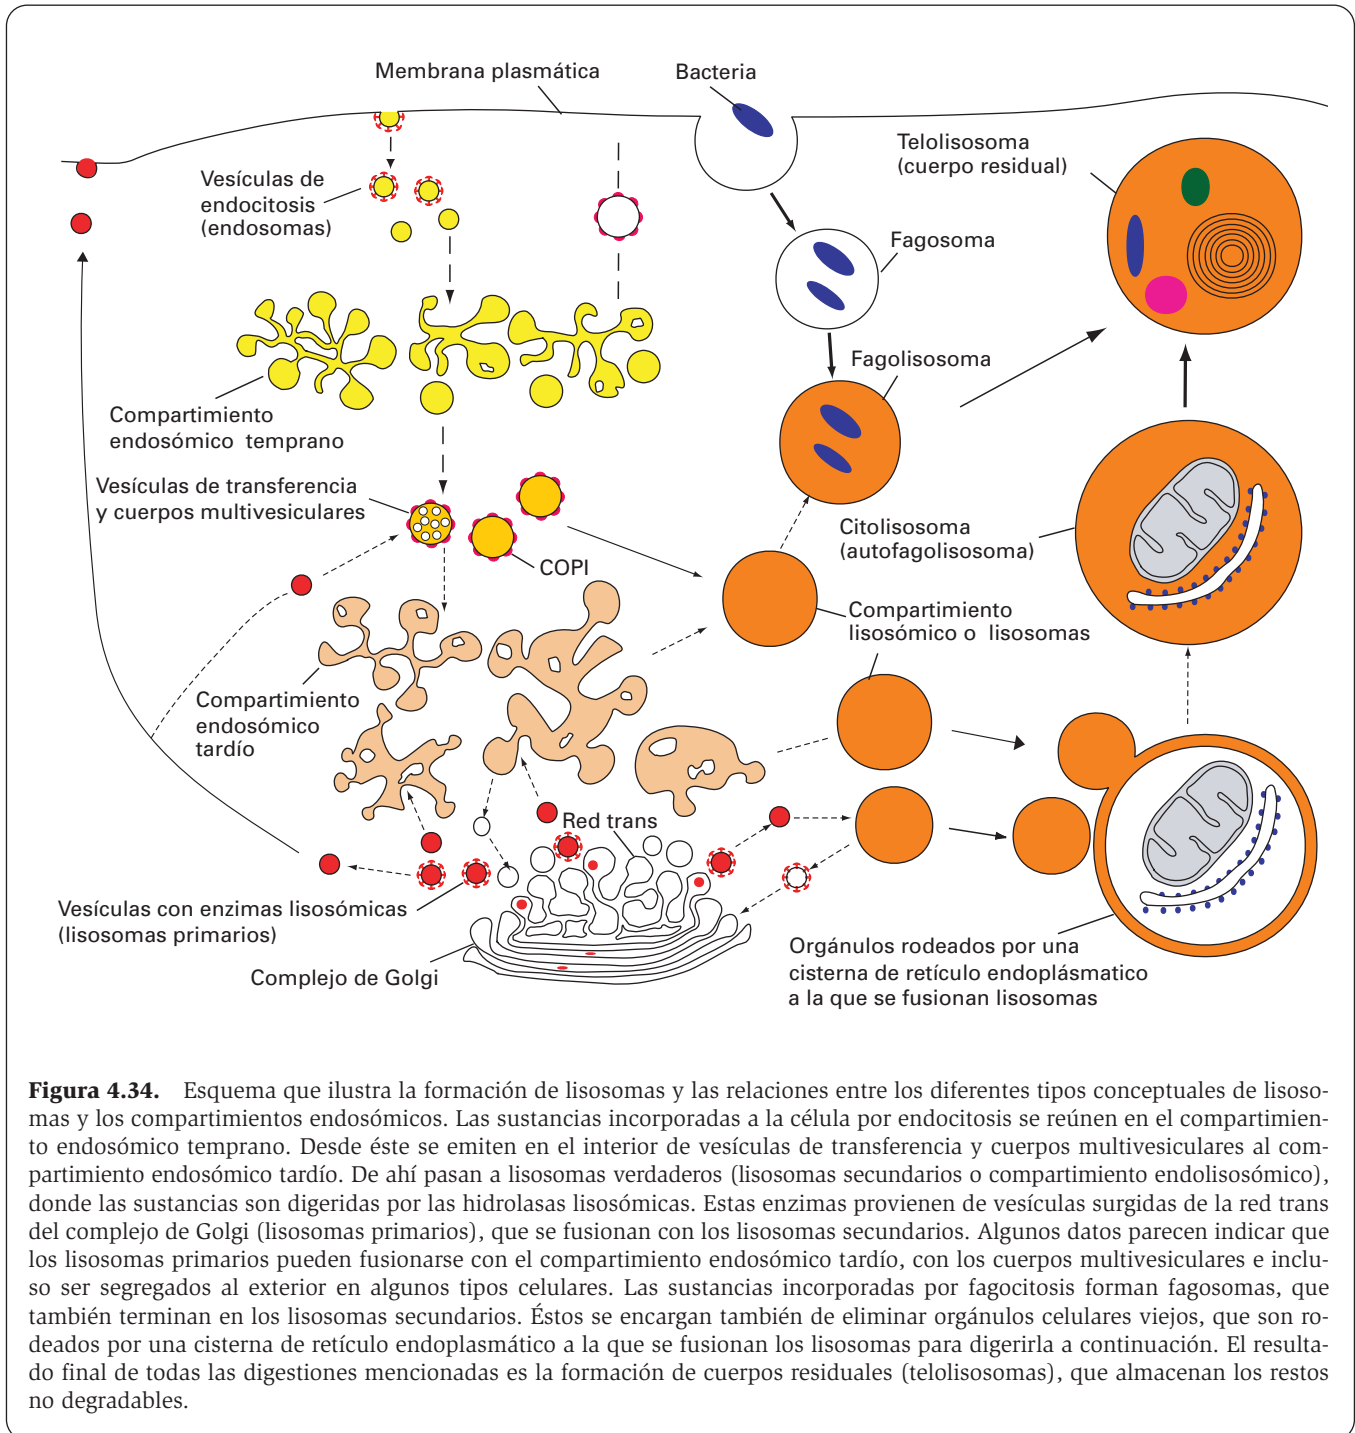 Membrana plasmática
Bacteria
Telolisosoma
(cuerpo residual)
Vesículas de
endocitosis
(endosomas)
Fagosoma
Fagolisosoma
Compartimiento
endosómico temprano
Vesículas de transferencia
y cuerpos multivesiculares
Citolisosoma
(autofagolisosoma)
COPI
Compartimiento
lisosómico o lisosomas
Compartimiento
endosómico
tardío
Red trans
Vesículas con enzimas lisosómicas
(lisosomas primarios)
Complejo de Golgi
Orgánulos rodeados por una
cisterna de retículo endoplásmatico
a la que se fusionan lisosomas
Figura 4.34. Esquema que ilustra la formación de lisosomas y las relaciones entre los diferentes tipos conceptuales de lisoso-
mas y los compartimientos endosómicos. Las sustancias incorporadas a la célula por endocitosis se reúnen en el compartimien-
to endosómico temprano. Desde éste se emiten en el interior de vesículas de transferencia y cuerpos multivesiculares al com-
partimiento endosómico tardío. De ahí pasan a lisosomas verdaderos (lisosomas secundarios o compartimiento endolisosómico),
donde las sustancias son digeridas por las hidrolasas lisosómicas. Estas enzimas provienen de vesículas surgidas de la red trans
del complejo de Golgi (lisosomas primarios), que se fusionan con los lisosomas secundarios. Algunos datos parecen indicar que
los lisosomas primarios pueden fusionarse con el compartimiento endosómico tardío, con los cuerpos multivesiculares e inclu-
so ser segregados al exterior en algunos tipos celulares. Las sustancias incorporadas por fagocitosis forman fagosomas, que
también terminan en los lisosomas secundarios. Éstos se encargan también de eliminar orgánulos celulares viejos, que son ro-
deados por una cisterna de retículo endoplasmático a la que se fusionan los lisosomas para digerirla a continuación. El resulta-
do final de todas las digestiones mencionadas es la formación de cuerpos residuales (telolisosomas), que almacenan los restos
no degradables.